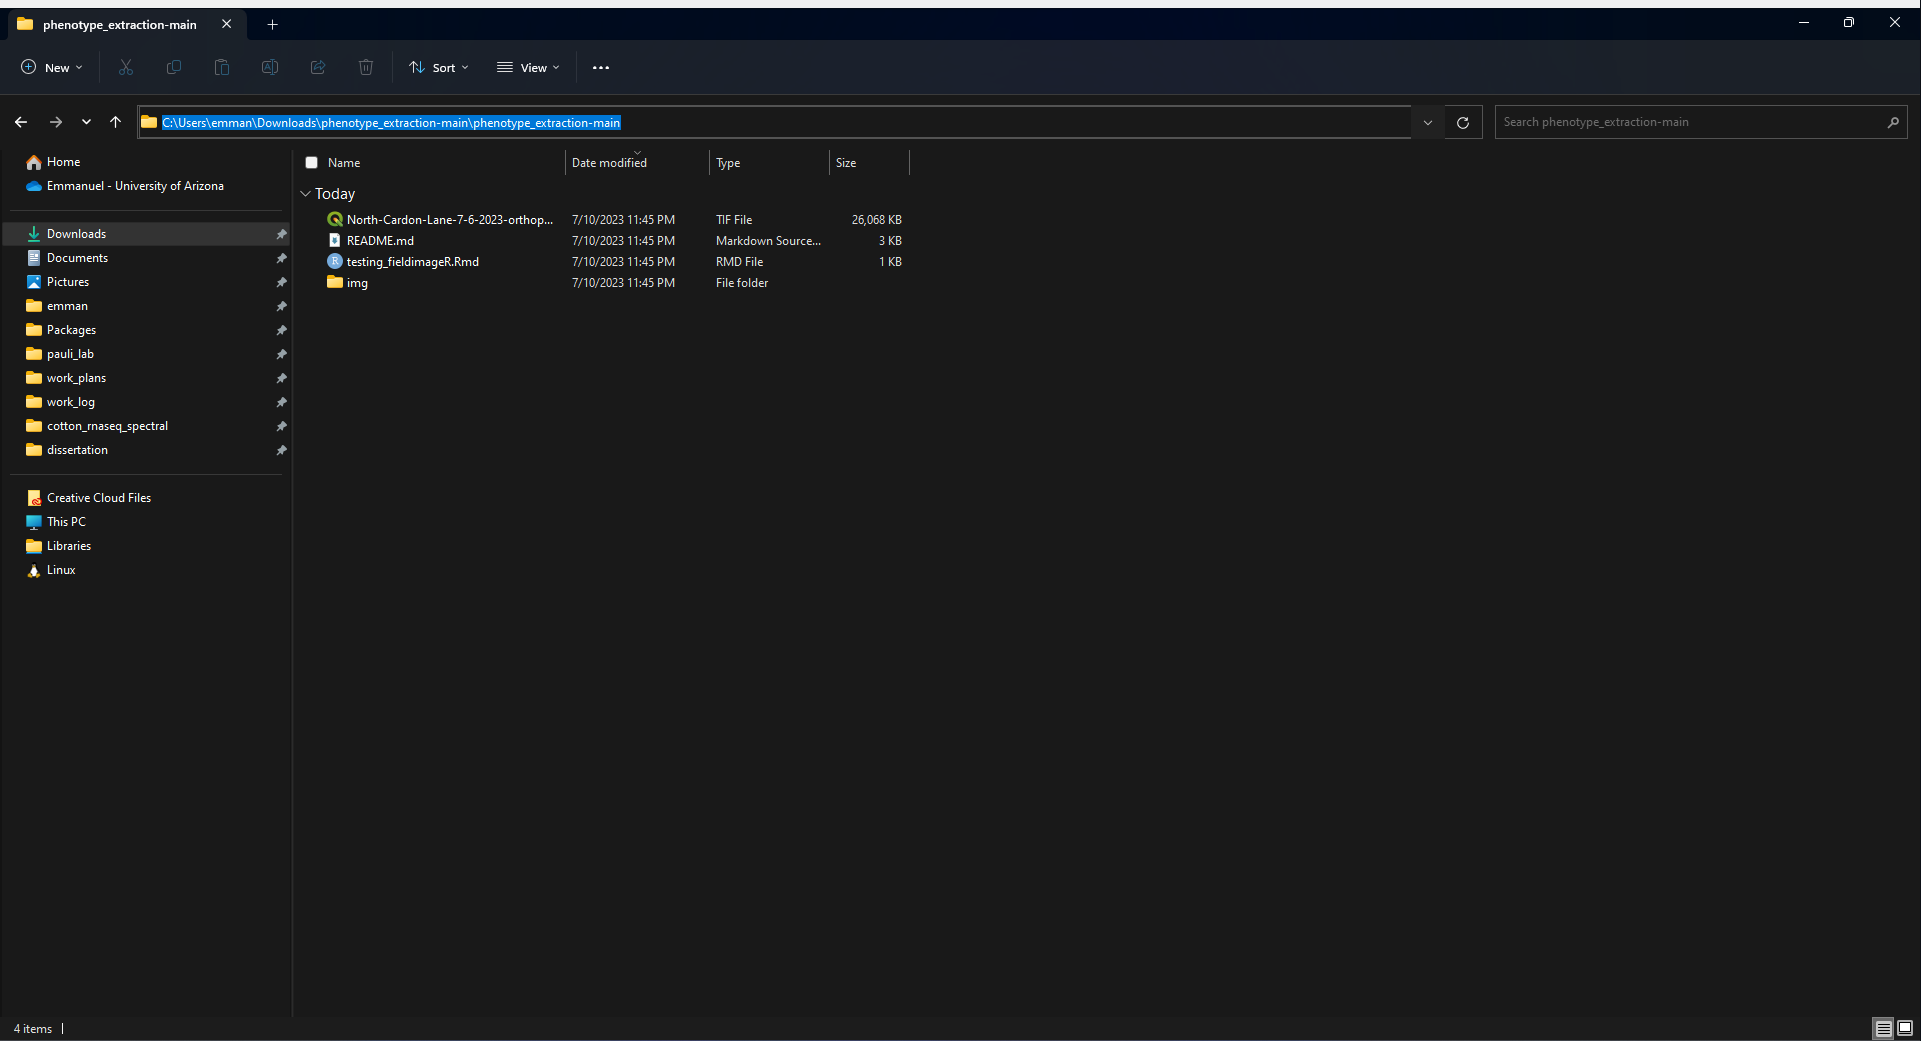 phenotype_extraction-main
New
Sort
View
C:\Users\emman\Downloads\phenotype_extraction-main\phenotype_extraction-main
Search phenotype_extraction-main
Home
Emmanuel - University of Arizona
Downloads
Documents
Pictures
emman
Packages
pauli_lab
work_plans
work_log
cotton_rnaseq_spectral
dissertation
Creative Cloud Files
This PC
Libraries
Linux
Name Date modified Type Size
Today
North-Cardon-Lane-7-6-2023-orthop... 7/10/2023 11:45 PM TIF File 26,068 KB
README.md 7/10/2023 11:45 PM Markdown Source... 3 KB
testing_fieldimageR.Rmd 7/10/2023 11:45 PM RMD File 1 KB
img 7/10/2023 11:45 PM File folder
4 items